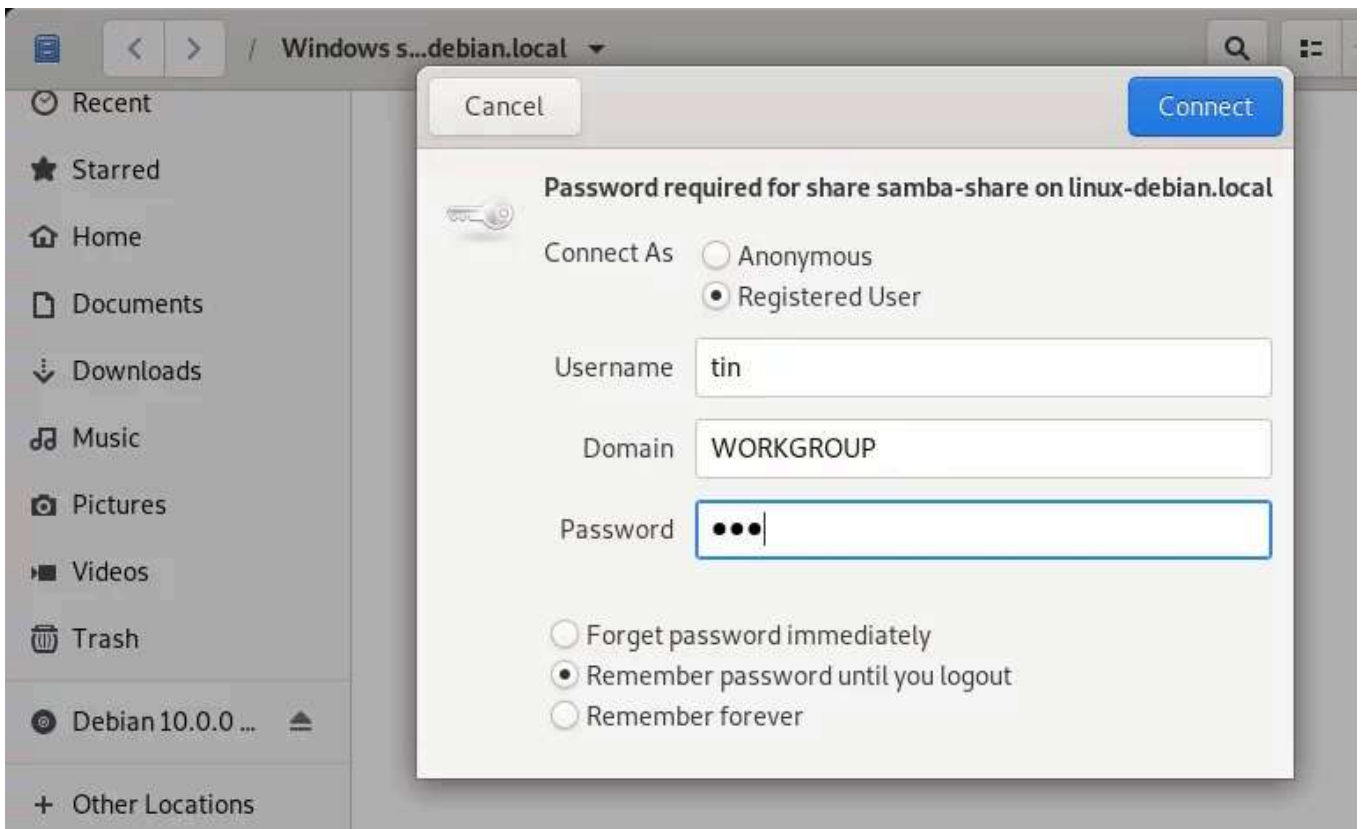 / Windows s...debian.local
Recent
Starred
Home
Documents
Downloads
Music
Pictures
Videos
Trash
Debian 10.0.0 ...
+ Other Locations
Cancel
Connect
Password required for share samba-share on linux-debian.local
Connect As
Anonymous
Registered User
Username tin
Domain WORKGROUP
Password •••
Forget password immediately
Remember password until you logout
Remember forever